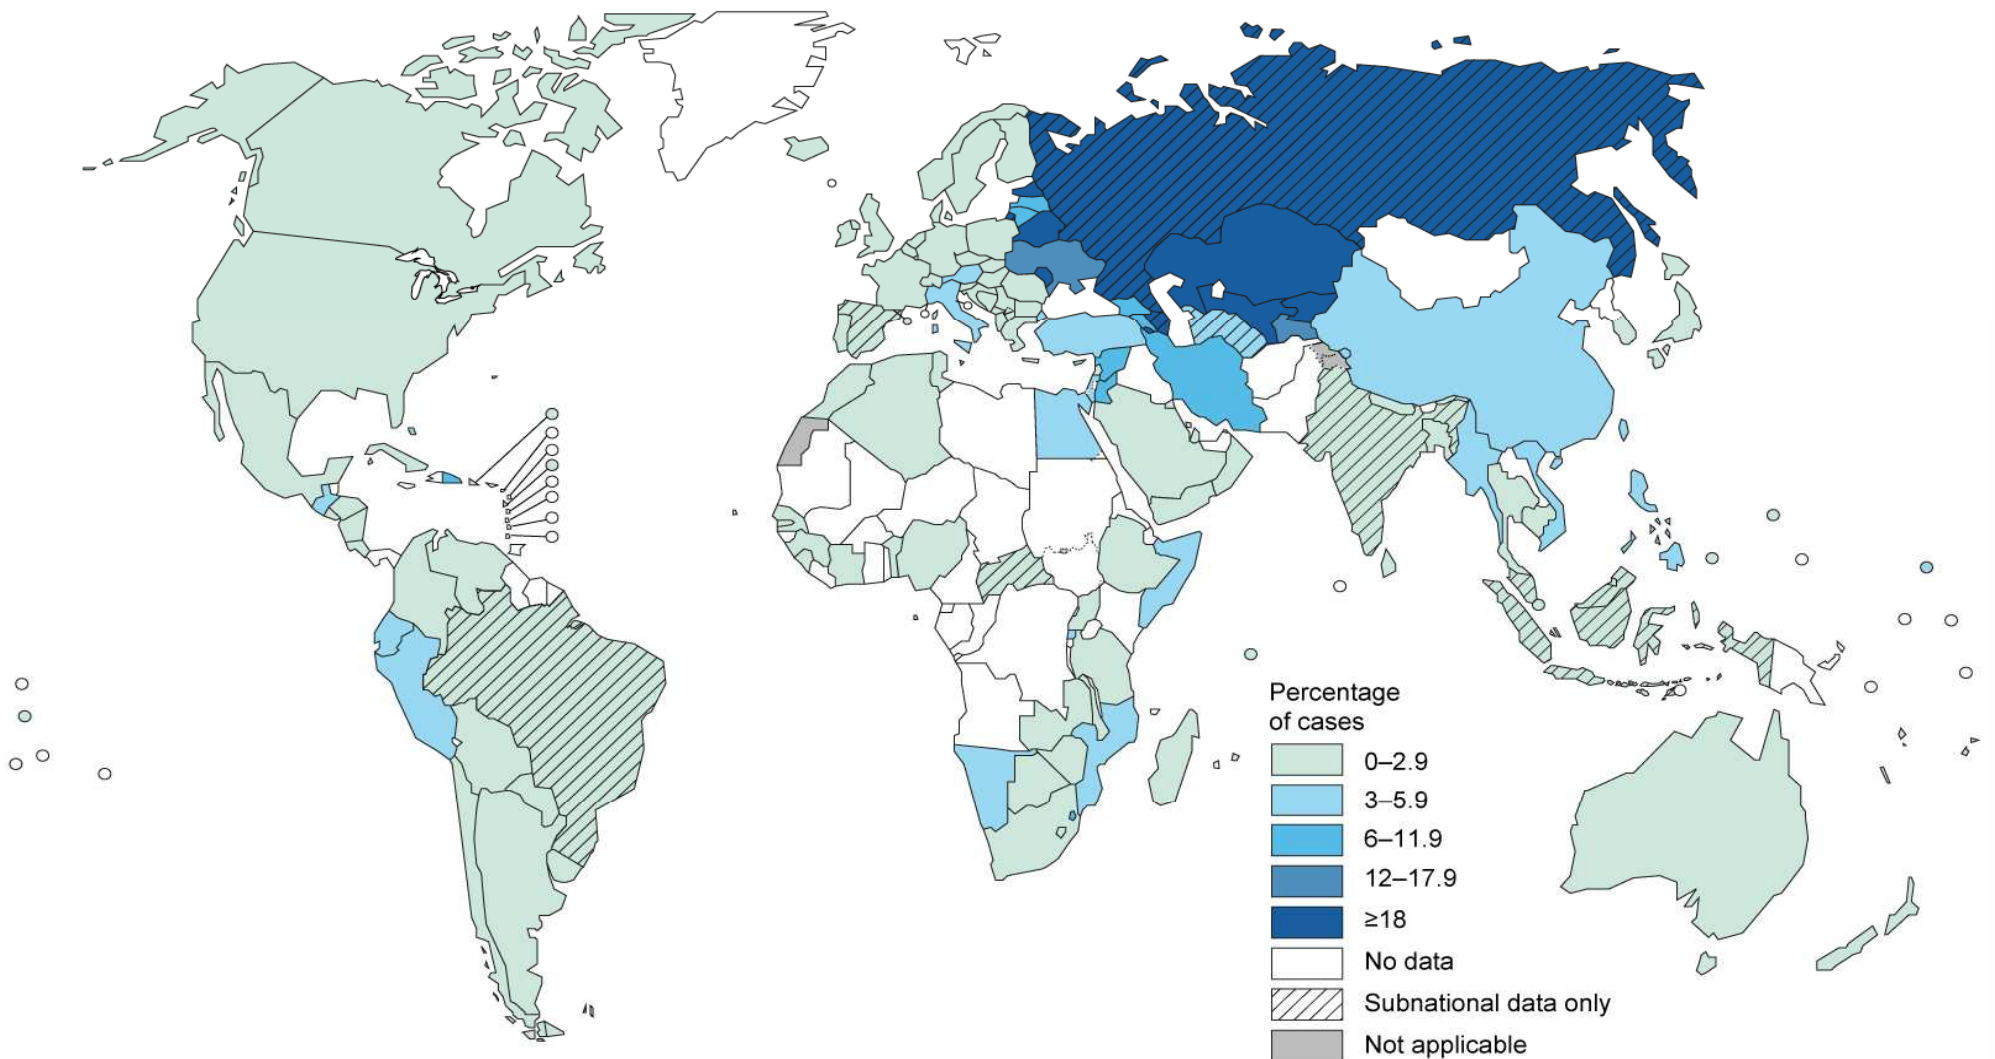 Percentage
of cases
0–2.9
3–5.9
6–11.9
12–17.9
≥18
No data
Subnational data only
Not applicable